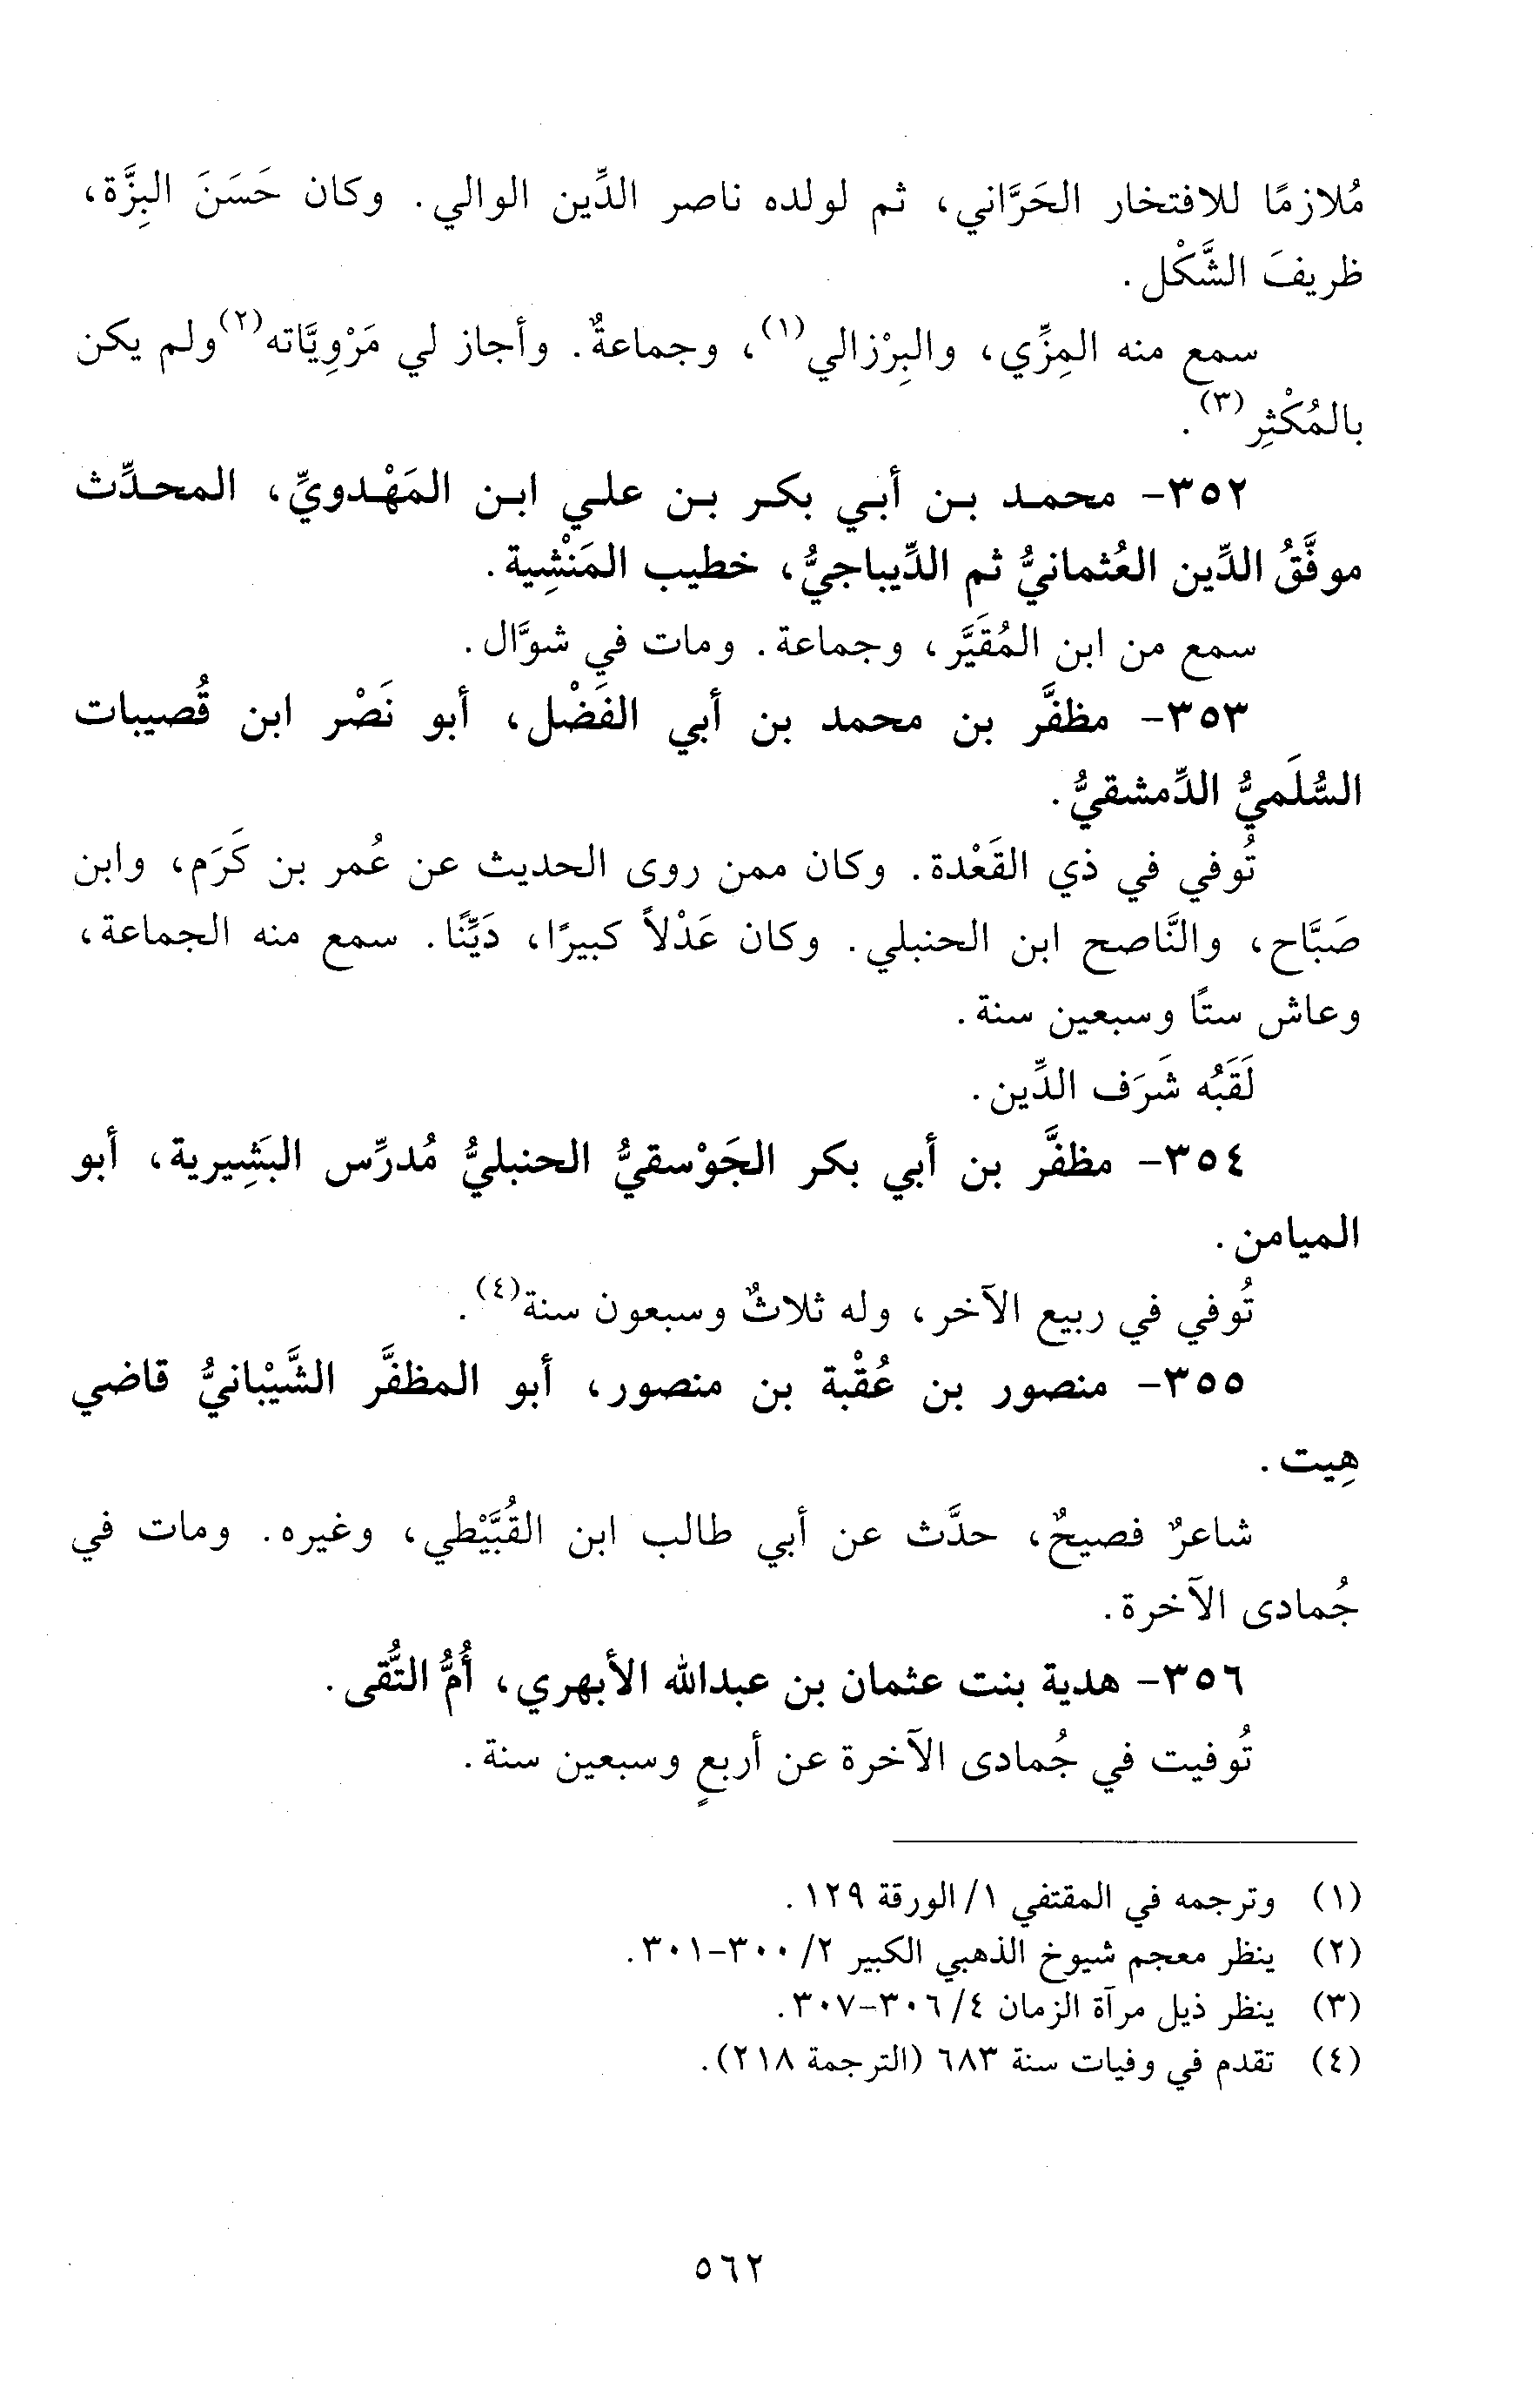 مُلازمًا للافتخار الحَرَّاني، ثم لولده ناصر الدِّين الوالي. وكان حَسَنَ البِزَّة،
ظريفَ الشَّكْل.
سمع منه المِزِّي، والبِرْزالي(١)، وجماعةٌ. وأجاز لي مَرْوِيَّاته(٢) ولم يكن
بالمُكْثِر(٣).
٣٥٢- محمد بن أبي بكر بن علي ابن المَهْدويِّ، المحدِّث
موفَّقُ الدِّين العُثمانيُّ ثم الدِّيباجيُّ، خطيب المَنْشِية.
سمع من ابن المُقَيَّر، وجماعة. ومات في شوَّال.
٣٥٣- مظفَّر بن محمد بن أبي الفَضْل، أبو نَصْر ابن قُصيبات
السُّلَميُّ الدِّمشقيُّ.
تُوفي في ذي القَعْدة. وكان ممن روى الحديث عن عُمر بن كَرَم، وابن
صَبَّاح، والنَّاصح ابن الحنبلي. وكان عَدْلاً كبيرًا، دَيِّنًا. سمع منه الجماعة،
وعاش ستًا وسبعين سنة.
لَقَبُه شَرَف الدِّين.
٣٥٤- مظفَّر بن أبي بكر الجَوْسقيُّ الحنبليُّ مُدرِّس البَشِيرية، أبو
الميامن.
تُوفي في ربيع الآخر، وله ثلاثٌ وسبعون سنة(٤).
٣٥٥- منصور بن عُقْبة بن منصور، أبو المظفَّر الشَّيْبانيُّ قاضي
هِيت.
شاعرٌ فصيحٌ، حدَّث عن أبي طالب ابن القُبَّيْطي، وغيره. ومات في
جُمادى الآخرة.
٣٥٦- هدية بنت عثمان بن عبدالله الأبهري، أُمُّ التُّقى.
تُوفيت في جُمادى الآخرة عن أربعٍ وسبعين سنة.
(١) وترجمه في المقتفي ١/ الورقة ١٢٩.
(٢) ينظر معجم شيوخ الذهبي الكبير ٢/ ٣٠٠-٣٠١.
(٣) ينظر ذيل مرآة الزمان ٤/ ٣٠٦-٣٠٧.
(٤) تقدم في وفيات سنة ٦٨٣ (الترجمة ٢١٨).
٥٦٢